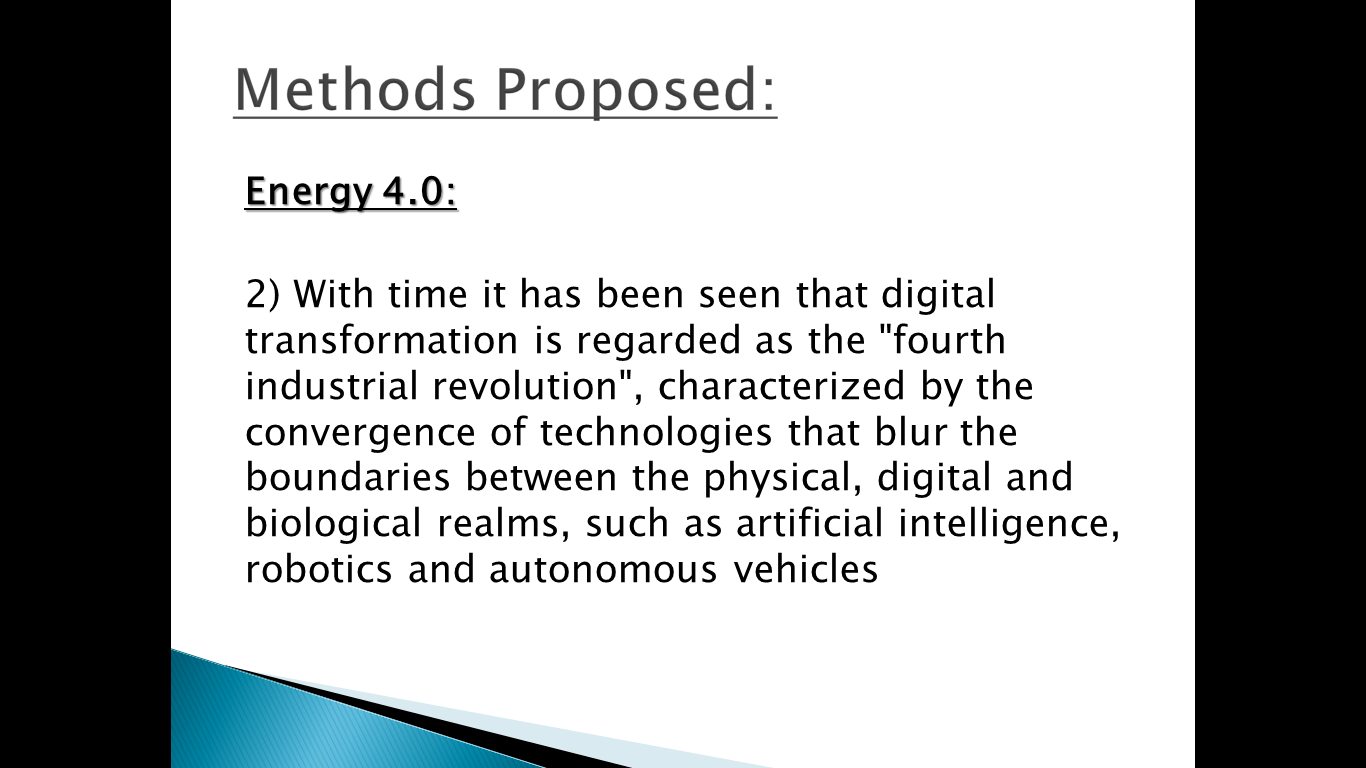 Methods Proposed:
Energy 4.0:
2) With time it has been seen that digital
transformation is regarded as the "fourth
industrial revolution", characterized by the
convergence of technologies that blur the
boundaries between the physical, digital and
biological realms, such as artificial intelligence,
robotics and autonomous vehicles